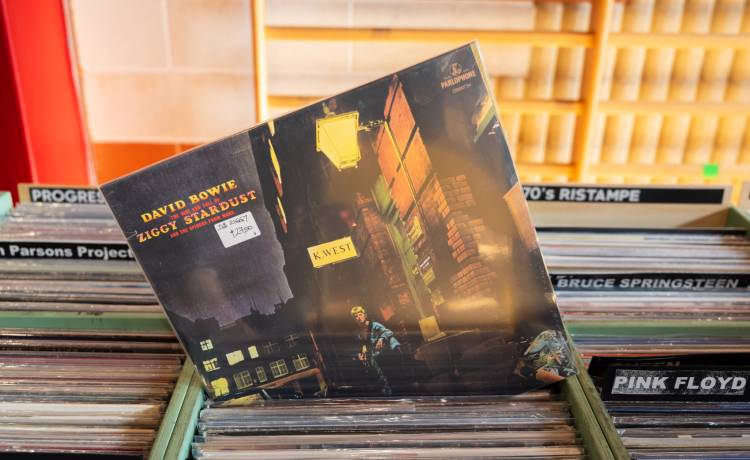 PARLOPHONE
DAVID BOWIE
THE RISE AND FALL OF
ZIGGY STARDUST
AND THE SPIDERS FROM MARS
K.WEST
PROGRES
70's RISTAMPE
n Parsons Project
BRUCE SPRINGSTEEN
PINK FLOYD